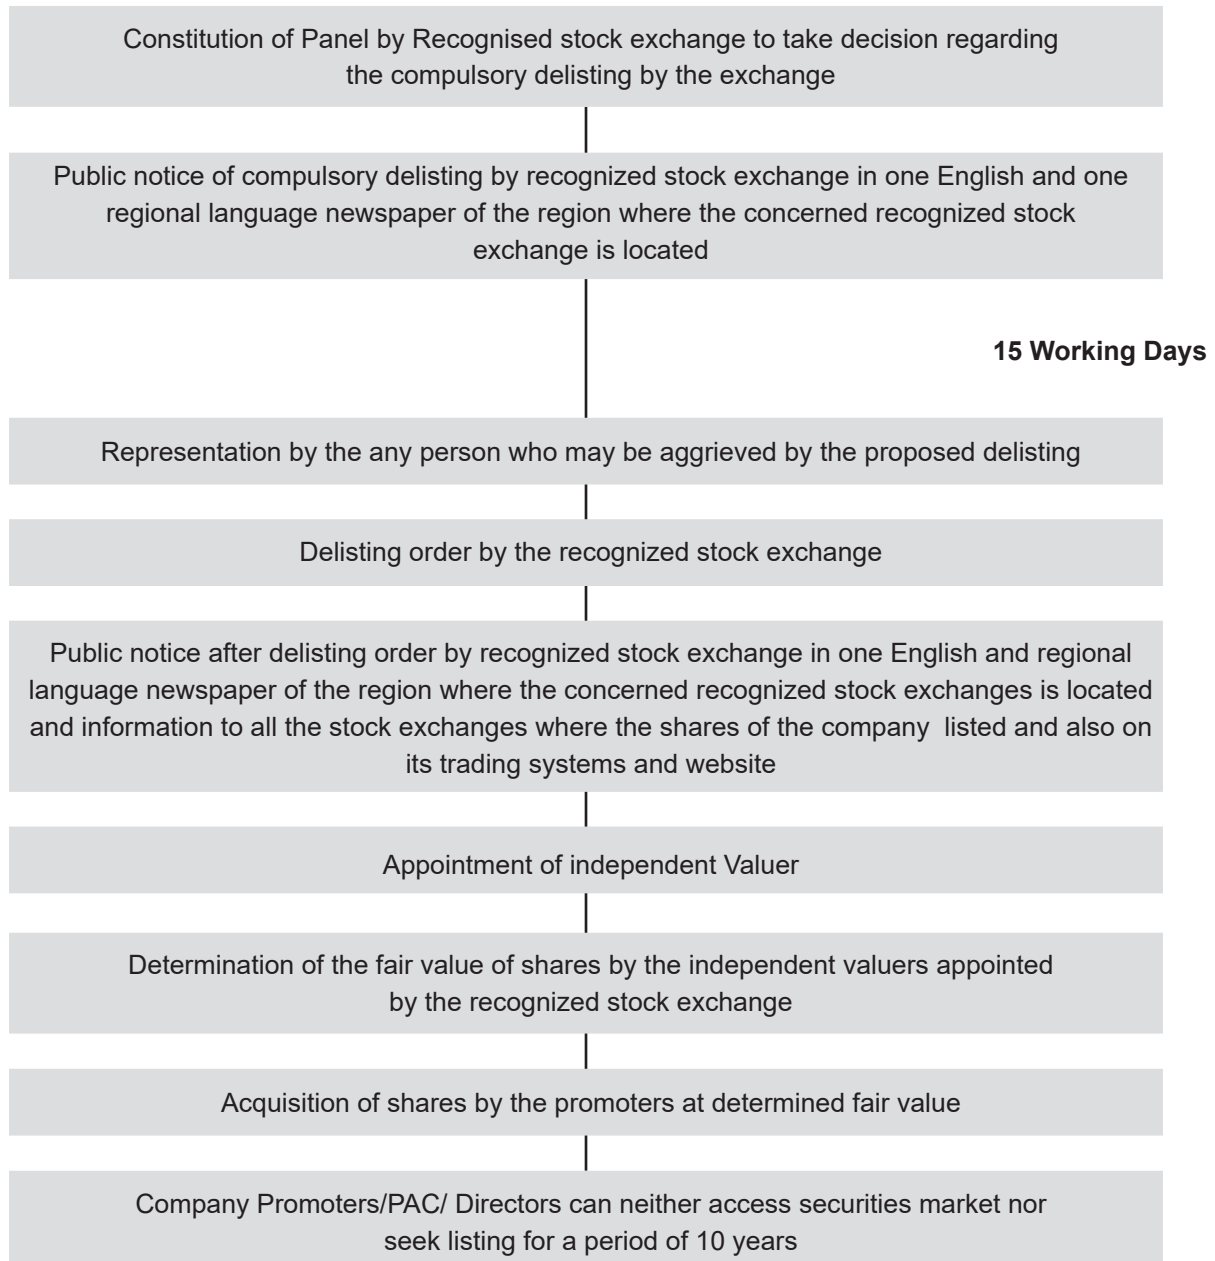 Constitution of Panel by Recognised stock exchange to take decision regarding
the compulsory delisting by the exchange
Public notice of compulsory delisting by recognized stock exchange in one English and one
regional language newspaper of the region where the concerned recognized stock
exchange is located
15 Working Days
Representation by the any person who may be aggrieved by the proposed delisting
Delisting order by the recognized stock exchange
Public notice after delisting order by recognized stock exchange in one English and regional
language newspaper of the region where the concerned recognized stock exchanges is located
and information to all the stock exchanges where the shares of the company  listed and also on
its trading systems and website
Appointment of independent Valuer
Determination of the fair value of shares by the independent valuers appointed
by the recognized stock exchange
Acquisition of shares by the promoters at determined fair value
Company Promoters/PAC/ Directors can neither access securities market nor
seek listing for a period of 10 years